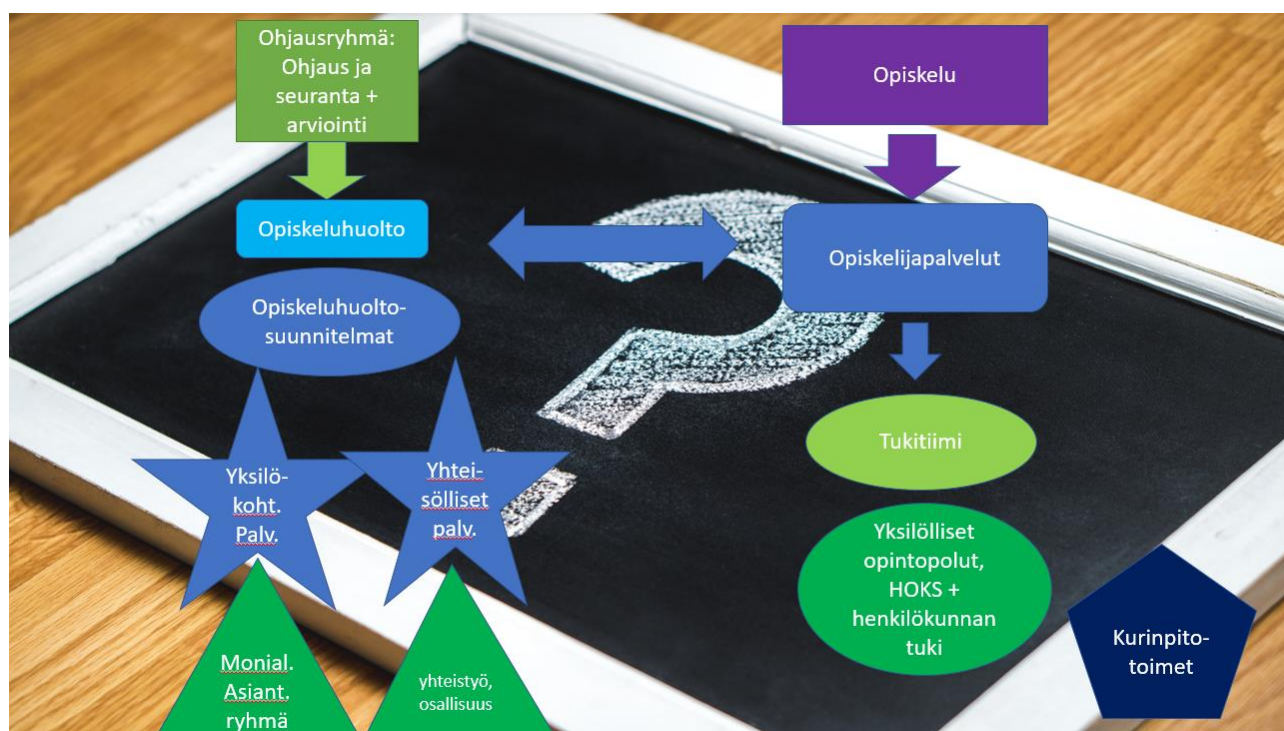 Ohjausryhmä:
Ohjaus ja
seuranta +
arviointi
Opiskeluhuolto
Opiskeluhuolto-
suunnitelmat
Yksilö-
koht.
Palv.
Yhtei-
sölliset
palv.
Monial.
Asiant.
ryhmä
yhteistyö,
osallisuus
Opiskelu
Opiskelijapalvelut
Tukitiimi
Yksilölliset
opintopolut,
HOKS +
henkilökunnan
tuki
Kurinpito-
toimet